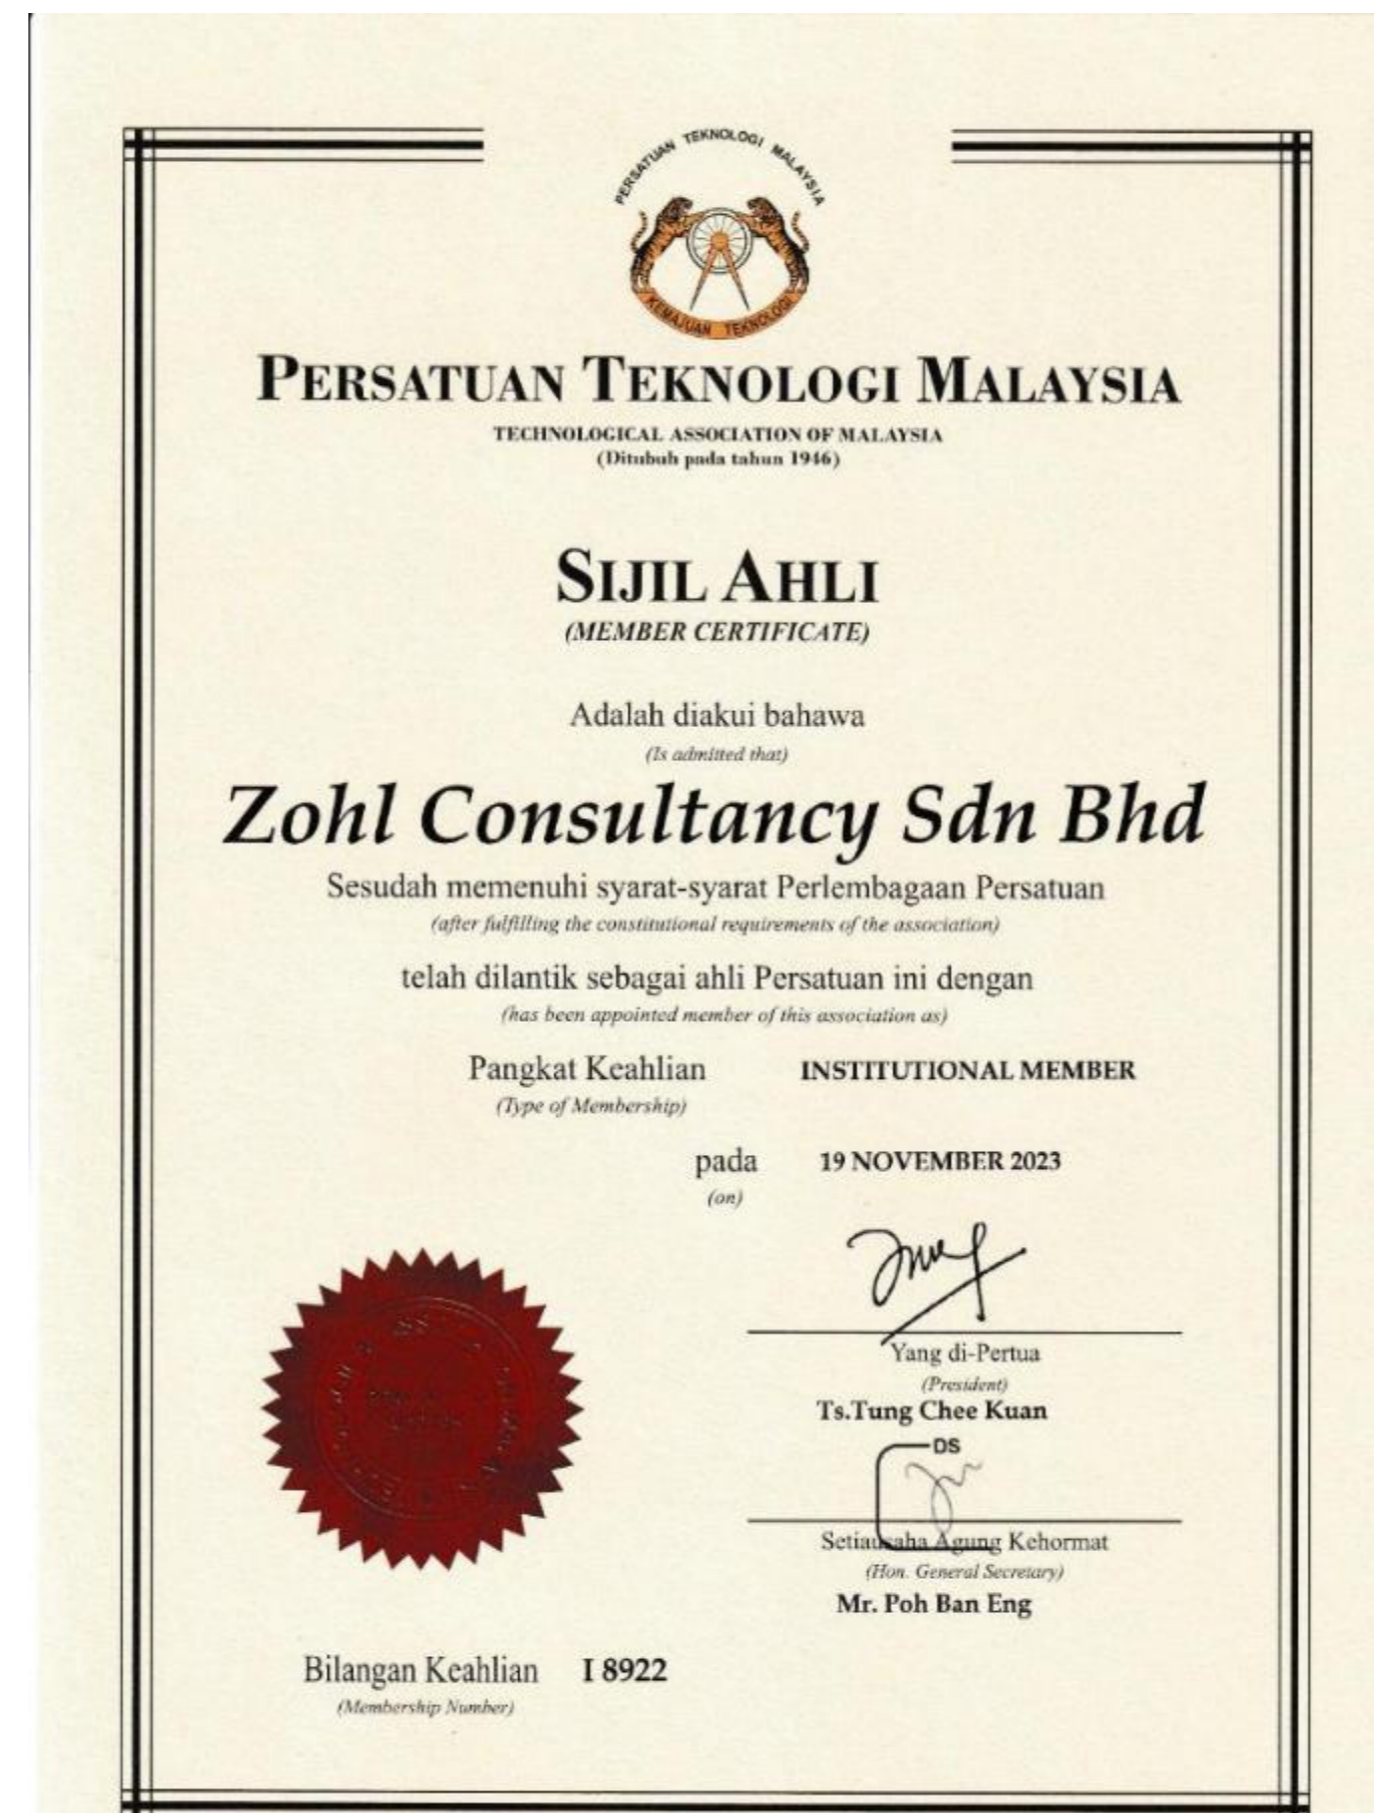 PERSATUAN TEKNOLOGI MALAYSIA
KEMAJUAN TEKNOLOGI
PERSATUAN TEKNOLOGI MALAYSIA
TECHNOLOGICAL ASSOCIATION OF MALAYSIA
(Ditubuh pada tahun 1946)
SIJIL AHLI
(MEMBER CERTIFICATE)
Adalah diakui bahawa
(Is admitted that)
Zohl Consultancy Sdn Bhd
Sesudah memenuhi syarat-syarat Perlembagaan Persatuan
(after fulfilling the constitutional requirements of the association)
telah dilantik sebagai ahli Persatuan ini dengan
(has been appointed member of this association as)
Pangkat Keahlian INSTITUTIONAL MEMBER
(Type of Membership)
pada 19 NOVEMBER 2023
(on)
Yang di-Pertua
(President)
Ts.Tung Chee Kuan
DS
Setiausaha Agung Kehormat
(Hon. General Secretary)
Mr. Poh Ban Eng
Bilangan Keahlian I 8922
(Membership Number)